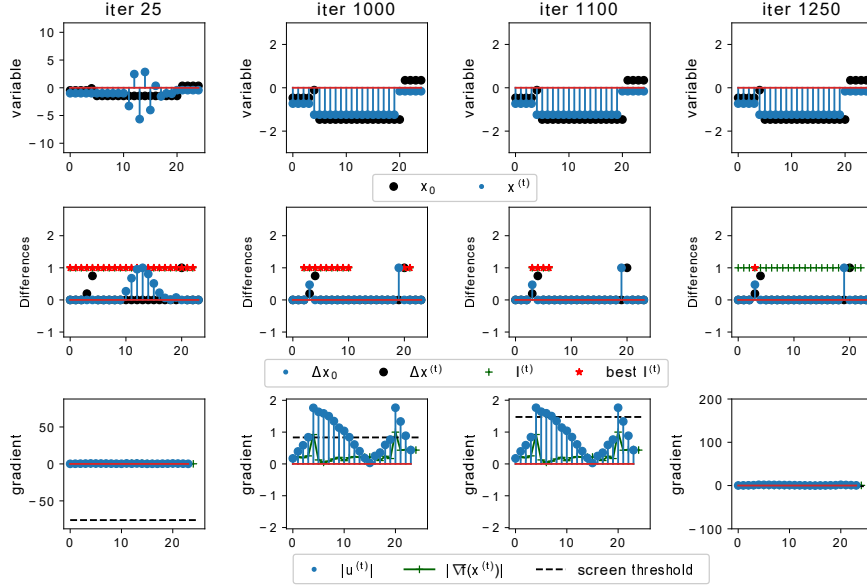 iter 25 iter 1000 iter 1100 iter 1250
variable 10 5 0 −5 −10 0 10 20
variable 2 0 −2 0 10 20
variable 2 0 −2 0 10 20
variable 2 0 −2 0 10 20
x₀ x⁽ᵗ⁾
Differences 1 0 −1 0 10 20
Differences 1 0 −1 0 10 20
Differences 1 0 −1 0 10 20
Differences 1 0 −1 0 10 20
Δx₀ Δx⁽ᵗ⁾ I⁽ᵗ⁾ best I⁽ᵗ⁾
gradient 50 0 −50 0 10 20
gradient 2 1 0 −1 −2 0 10 20
gradient 2 1 0 −1 −2 0 10 20
gradient 200 100 0 −100 0 10 20
|u⁽ᵗ⁾| |∇f(x⁽ᵗ⁾)| screen threshold